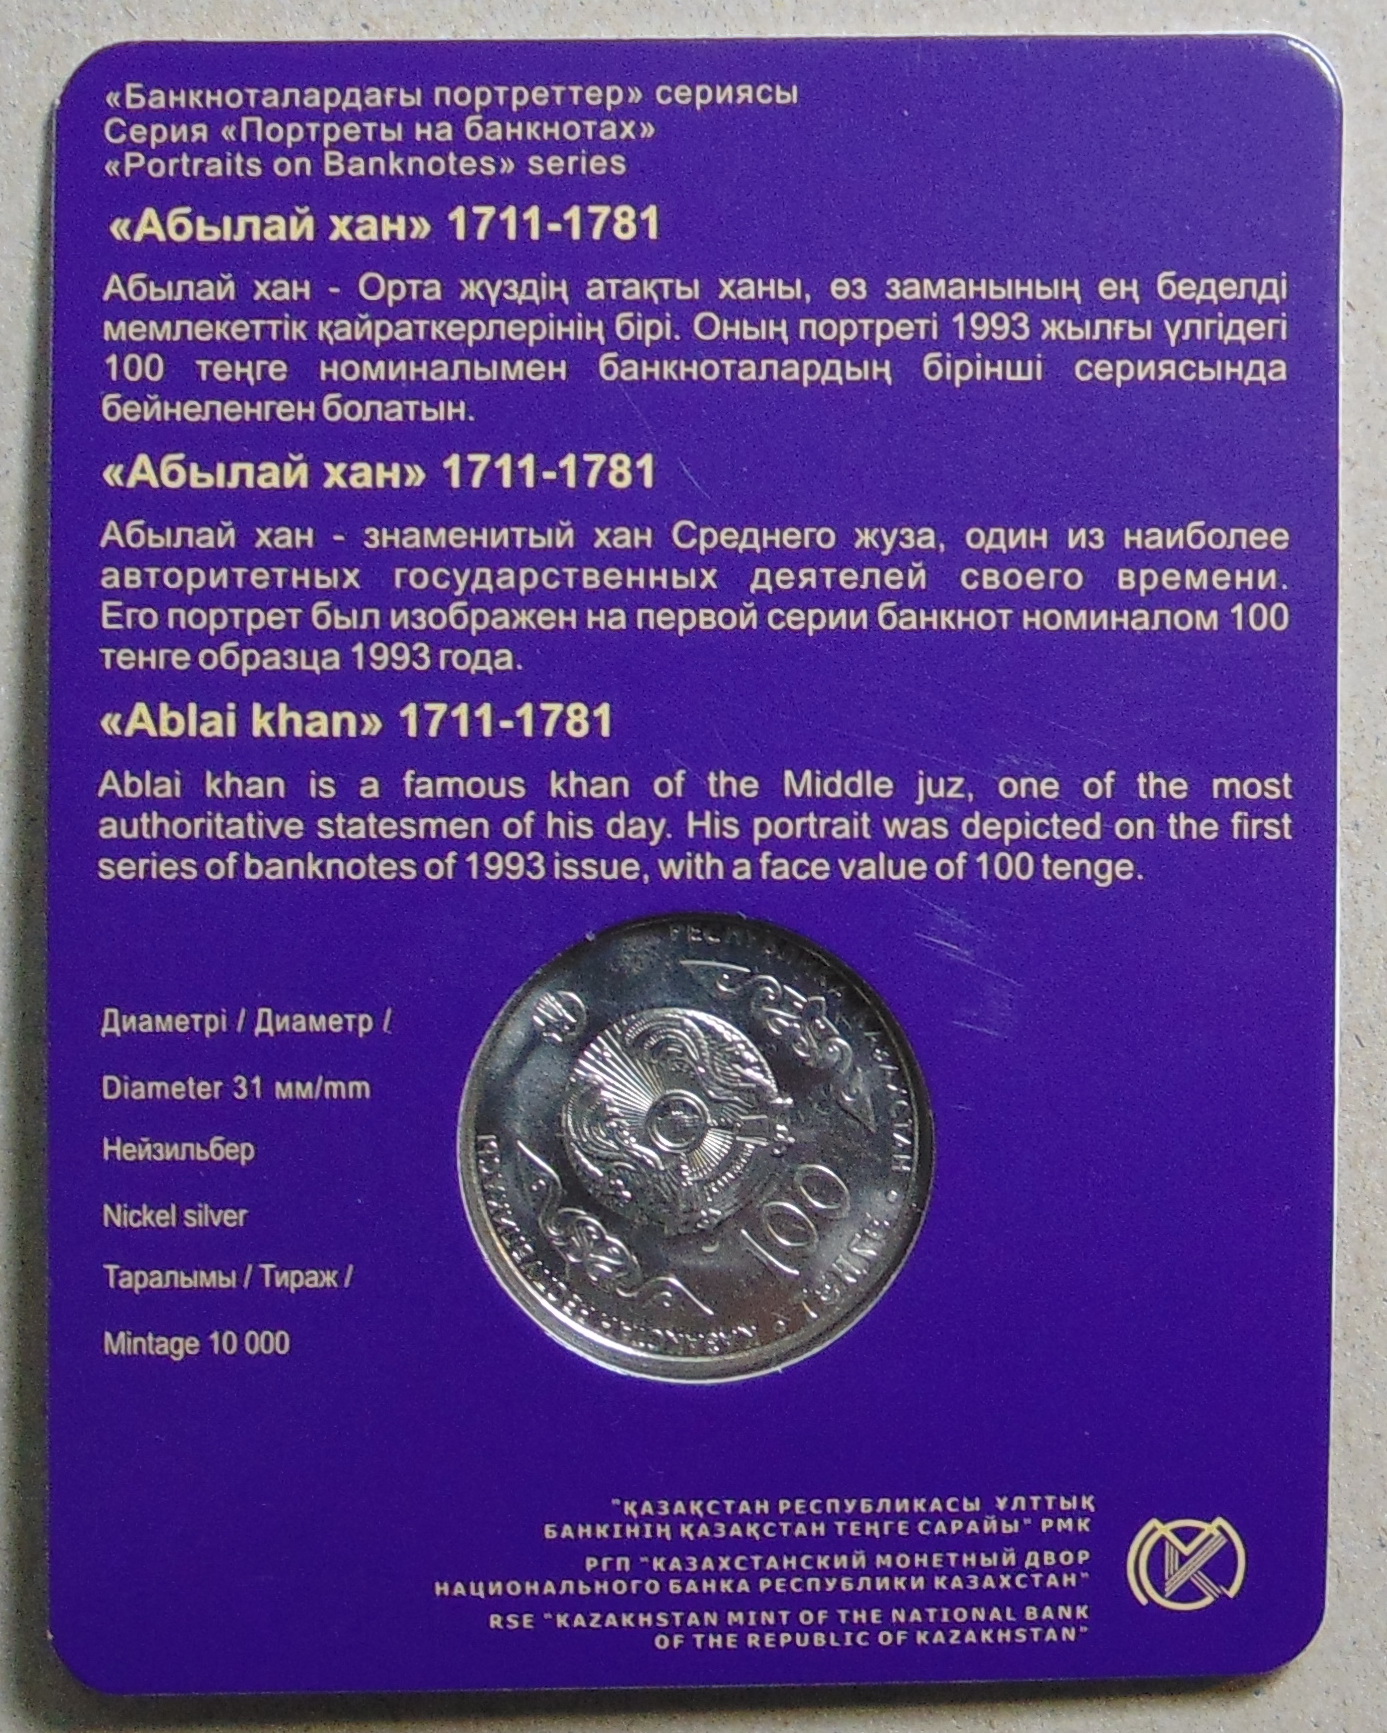 «Банкноталардағы портреттер» сериясы
Серия «Портреты на банкнотах»
«Portraits on Banknotes» series
«Абылай хан» 1711-1781
Абылай хан - Орта жүздің атақты ханы, өз заманының ең беделді
мемлекеттік қайраткерлерінің бірі. Оның портреті 1993 жылғы үлгідегі
100 теңге номиналымен банкноталардың бірінші сериясында
бейнеленген болатын.
«Абылай хан» 1711-1781
Абылай хан - знаменитый хан Среднего жуза, один из наиболее
авторитетных государственных деятелей своего времени.
Его портрет был изображен на первой серии банкнот номиналом 100
тенге образца 1993 года.
«Ablai khan» 1711-1781
Ablai khan is a famous khan of the Middle juz, one of the most
authoritative statesmen of his day. His portrait was depicted on the first
series of banknotes of 1993 issue, with a face value of 100 tenge.
Диаметрі / Диаметр /
Diameter 31 мм/mm
Нейзильбер
Nickel silver
Таралымы / Тираж /
Mintage 10 000
РЕСПУБЛИКА КАЗАХСТАН
100
"ҚАЗАҚСТАН РЕСПУБЛИКАСЫ ҰЛТТЫҚ
БАНКІНІҢ ҚАЗАҚСТАН ТЕҢГЕ САРАЙЫ" РМК
РГП "КАЗАХСТАНСКИЙ МОНЕТНЫЙ ДВОР
НАЦИОНАЛЬНОГО БАНКА РЕСПУБЛИКИ КАЗАХСТАН"
RSE "KAZAKHSTAN MINT OF THE NATIONAL BANK
OF THE REPUBLIC OF KAZAKHSTAN"